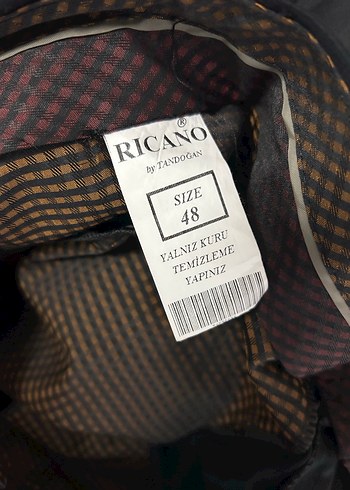 RICANO®
by TANDOĞAN
SIZE
48
YALNIZ KURU
TEMİZLEME
YAPINIZ